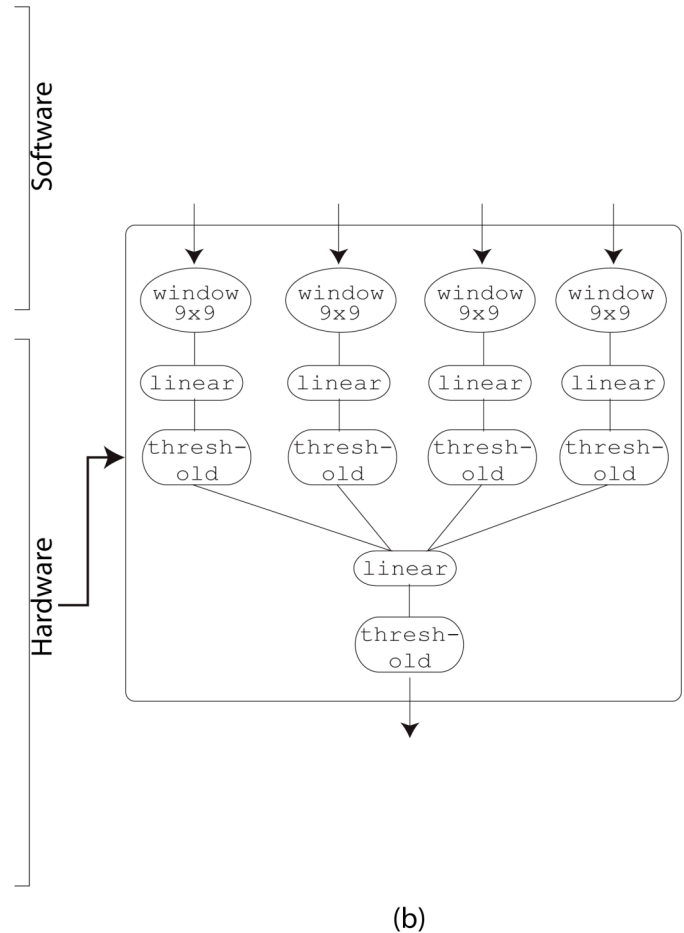 Software
window
9x9
window
9x9
window
9x9
window
9x9
linear
linear
linear
linear
thresh-
old
thresh-
old
thresh-
old
thresh-
old
Hardware
linear
thresh-
old
(b)